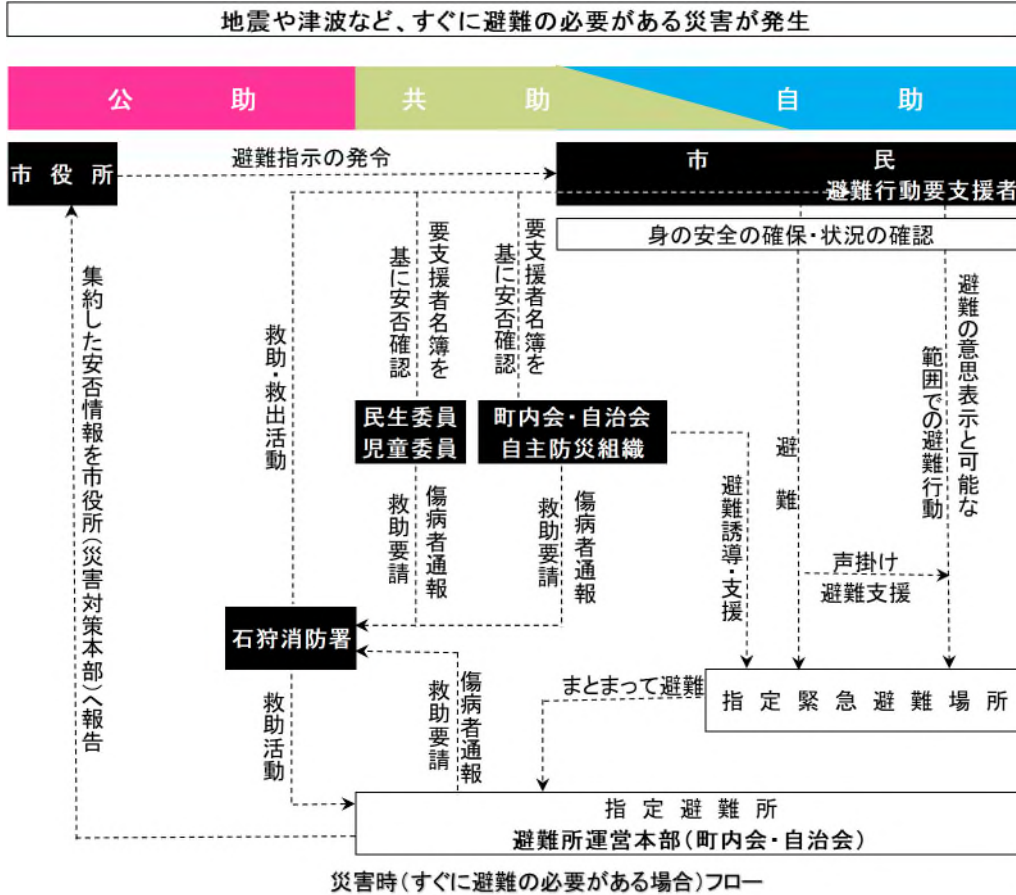 地震や津波など、すぐに避難の必要がある災害が発生
公助
共助
自助
市役所
避難指示の発令
市民
避難行動要支援者
身の安全の確保・状況の確認
集約した安否情報を市役所(災害対策本部)へ報告
救助・救出活動
要支援者名簿を
基に安否確認
要支援者名簿を
基に安否確認
避難の意思表示と可能な
範囲での避難行動
民生委員
児童委員
町内会・自治会
自主防災組織
避難
傷病者通報
救助要請
傷病者通報
救助要請
避難誘導・支援
声掛け
避難支援
石狩消防署
救助活動
傷病者通報
救助要請
まとまって避難
指定緊急避難場所
指定避難所
避難所運営本部(町内会・自治会)
災害時(すぐに避難の必要がある場合)フロー